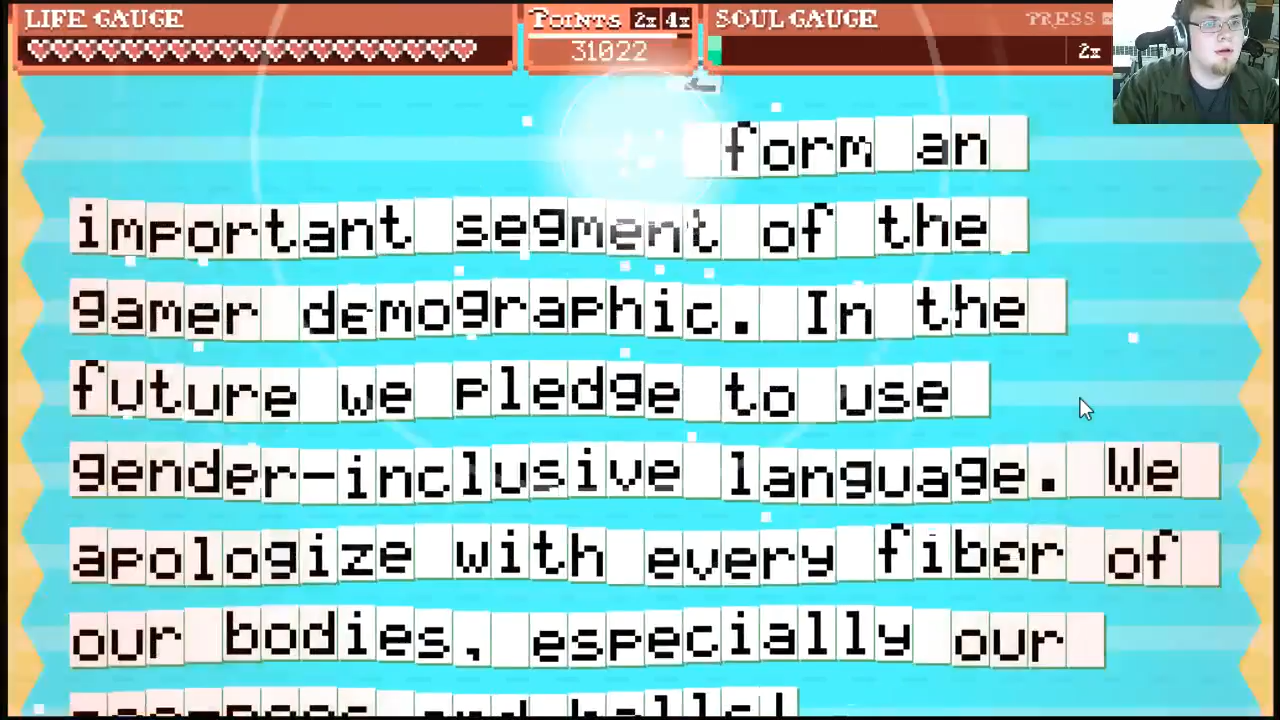 LIFE GAUGE POINTS 2x 4x SOUL GAUGE PRESS
31022 2x
form an
important segment of the
gamer demographic. In the
future we pledge to use
gender-inclusive language. We
apologize with every fiber of
our bodies, especially our
and balls!